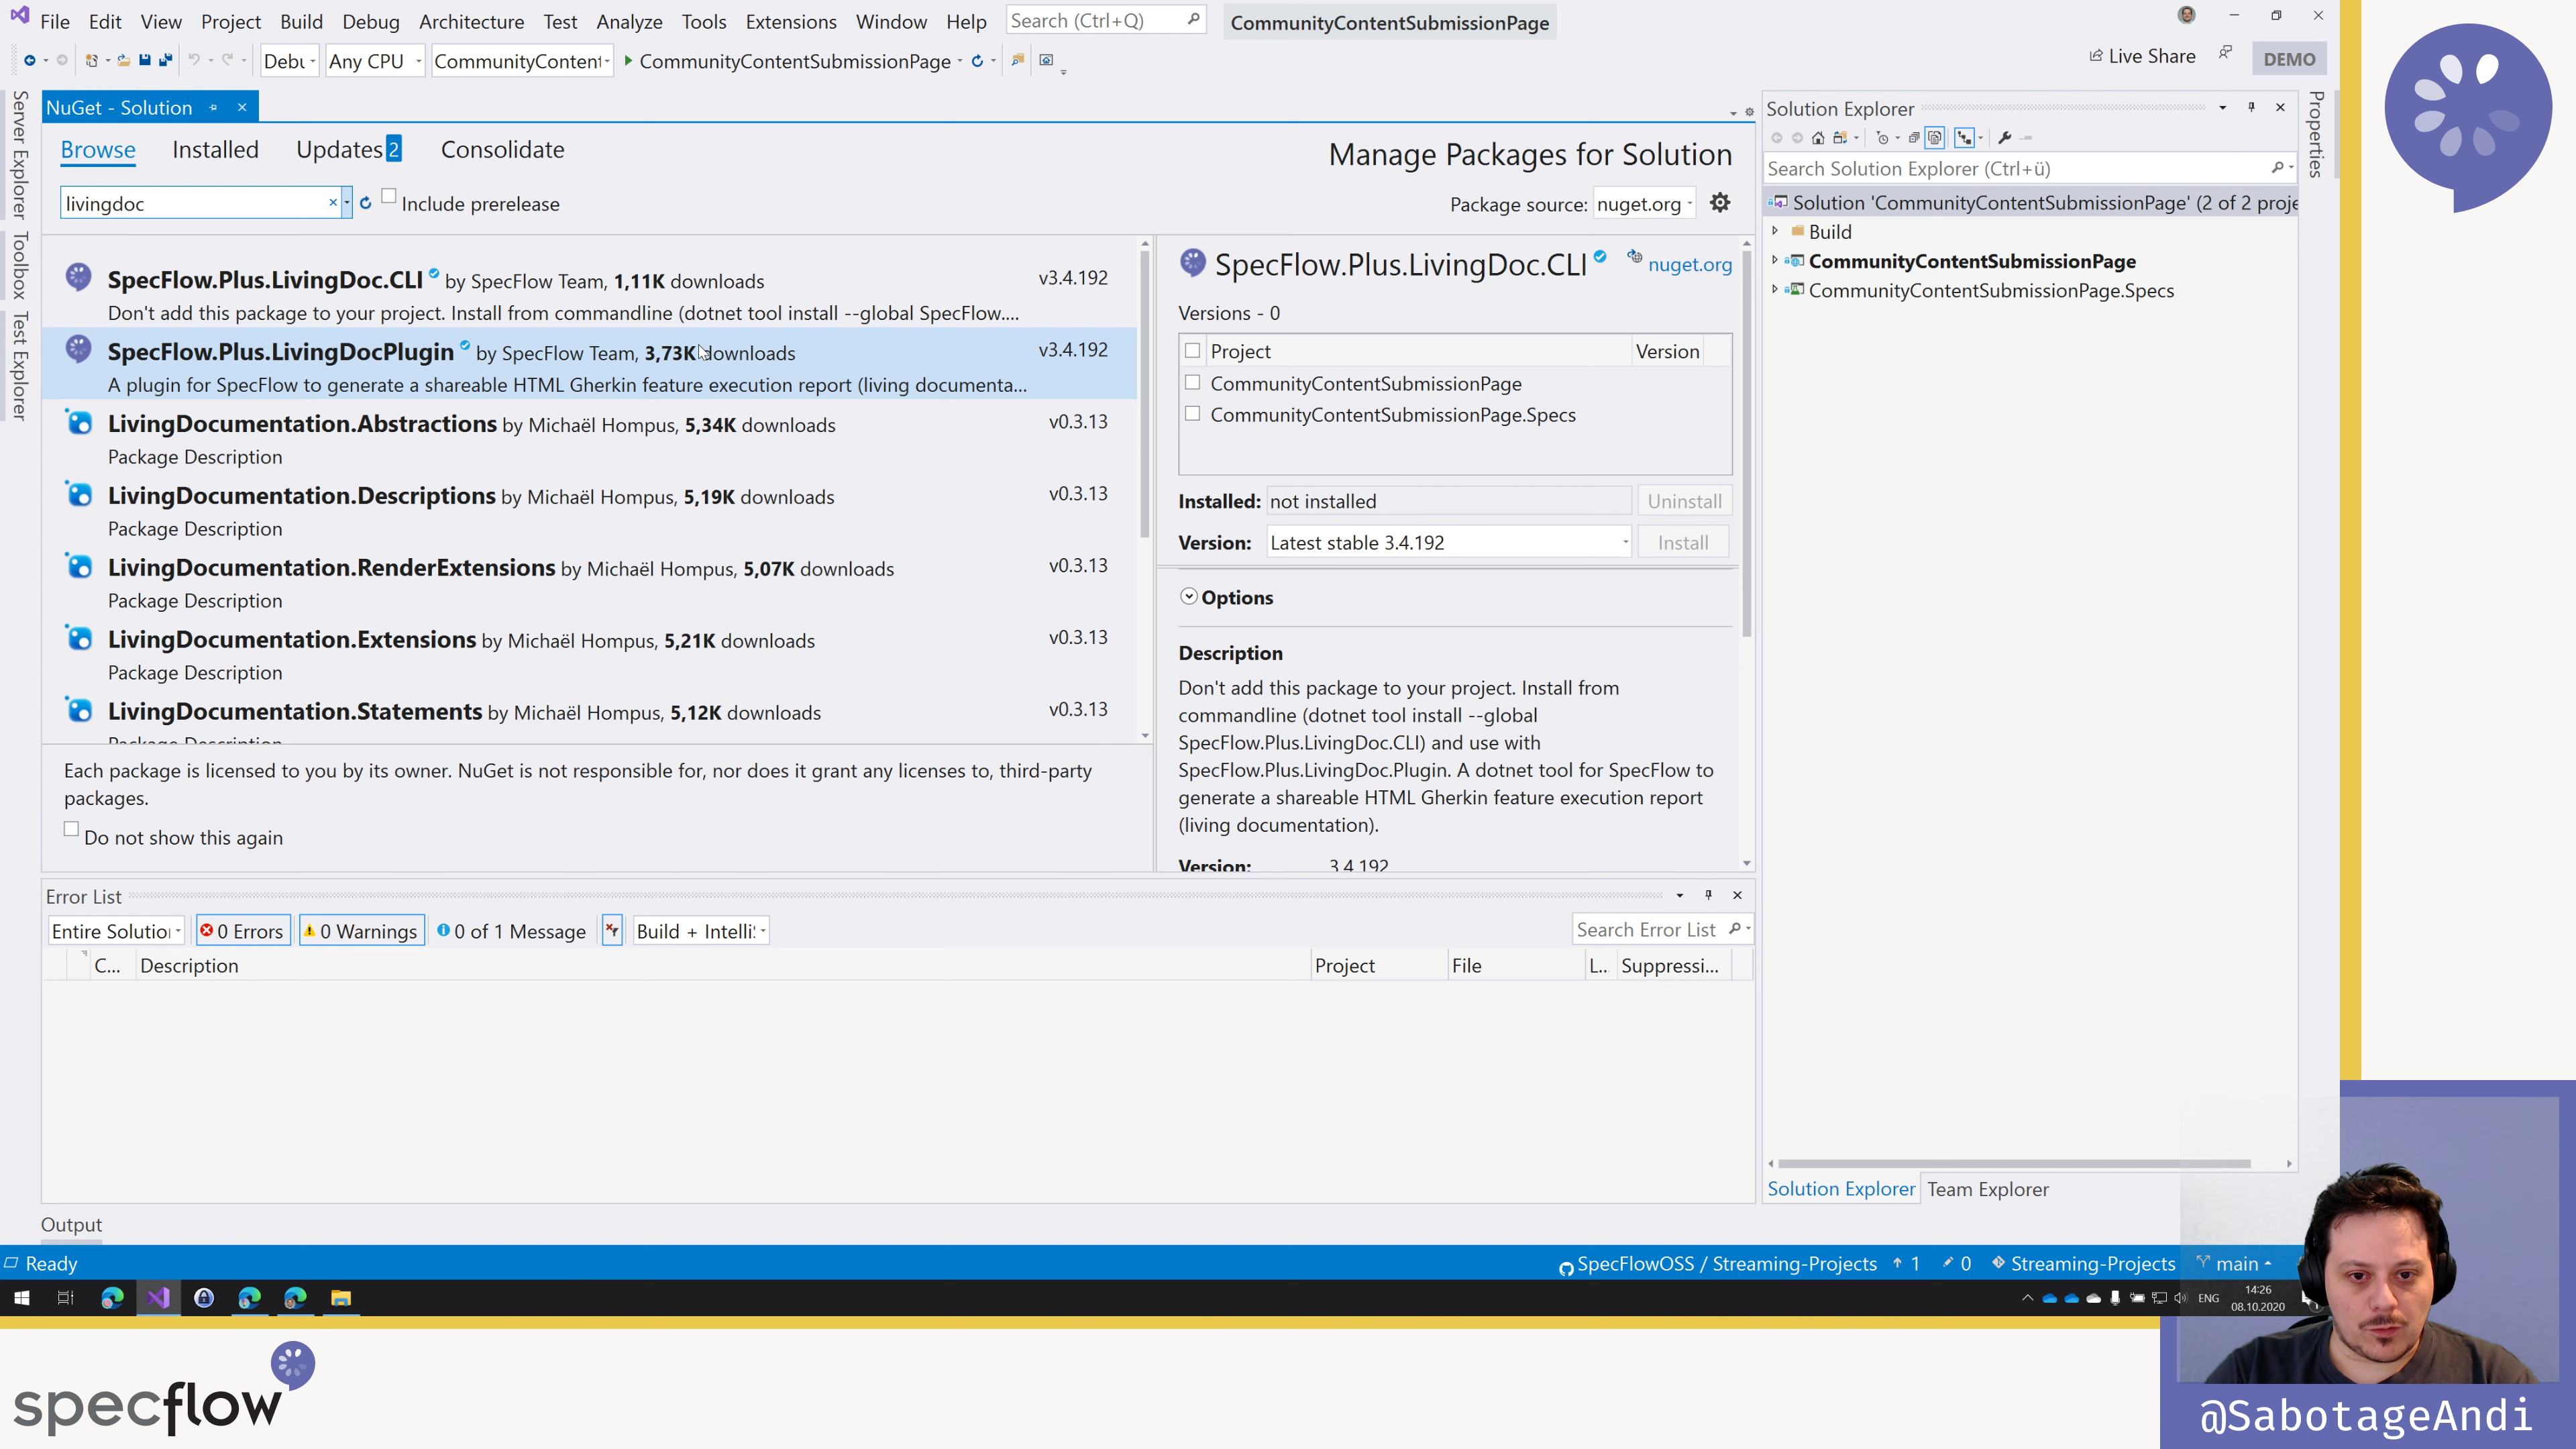 File Edit View Project Build Debug Architecture Test Analyze Tools Extensions Window Help Search (Ctrl+Q) CommunityContentSubmissionPage
Debu Any CPU CommunityContent CommunityContentSubmissionPage Live Share DEMO
Server Explorer
Toolbox
Test Explorer
NuGet - Solution
Browse Installed Updates 2 Consolidate
Manage Packages for Solution
livingdoc
Include prerelease
Package source: nuget.org
SpecFlow.Plus.LivingDoc.CLI by SpecFlow Team, 1,11K downloads v3.4.192
Don't add this package to your project. Install from commandline (dotnet tool install --global SpecFlow....
SpecFlow.Plus.LivingDocPlugin by SpecFlow Team, 3,73K downloads v3.4.192
A plugin for SpecFlow to generate a shareable HTML Gherkin feature execution report (living documenta...
LivingDocumentation.Abstractions by Michaël Hompus, 5,34K downloads v0.3.13
Package Description
LivingDocumentation.Descriptions by Michaël Hompus, 5,19K downloads v0.3.13
Package Description
LivingDocumentation.RenderExtensions by Michaël Hompus, 5,07K downloads v0.3.13
Package Description
LivingDocumentation.Extensions by Michaël Hompus, 5,21K downloads v0.3.13
Package Description
LivingDocumentation.Statements by Michaël Hompus, 5,12K downloads v0.3.13
Package Description
Each package is licensed to you by its owner. NuGet is not responsible for, nor does it grant any licenses to, third-party
packages.
Do not show this again
SpecFlow.Plus.LivingDoc.CLI nuget.org
Versions - 0
Project Version
CommunityContentSubmissionPage
CommunityContentSubmissionPage.Specs
Installed: not installed Uninstall
Version: Latest stable 3.4.192 Install
Options
Description
Don't add this package to your project. Install from
commandline (dotnet tool install --global
SpecFlow.Plus.LivingDoc.CLI) and use with
SpecFlow.Plus.LivingDoc.Plugin. A dotnet tool for SpecFlow to
generate a shareable HTML Gherkin feature execution report
(living documentation).
Version: 3.4.192
Solution Explorer
Search Solution Explorer (Ctrl+ü)
Solution 'CommunityContentSubmissionPage' (2 of 2 proje
Build
CommunityContentSubmissionPage
CommunityContentSubmissionPage.Specs
Solution Explorer Team Explorer
Properties
Error List
Entire Solution 0 Errors 0 Warnings 0 of 1 Message Build + Intelli Search Error List
C... Description Project File L.. Suppressi...
Output
Ready SpecFlowOSS / Streaming-Projects 1 0 Streaming-Projects main
ENG 14:26
08.10.2020
specflow
@SabotageAndi